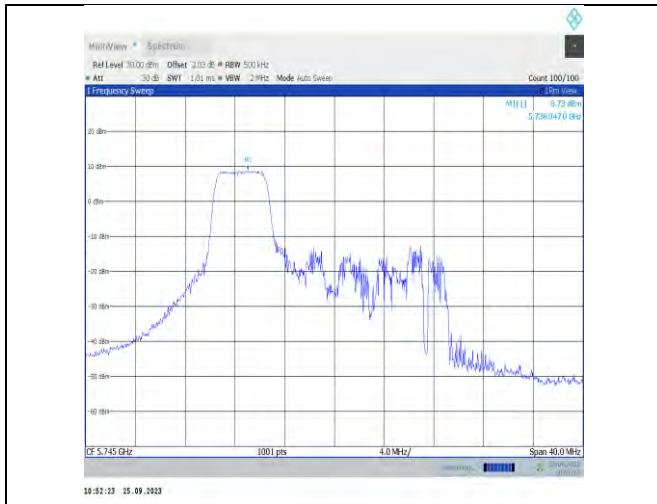 MultiView Spectrum
Ref Level 30.00 dBm Offset 2.03 dB RBW 500 kHz
Att 30 dB SWT 1.01 ms VBW 2 MHz Mode Auto Sweep Count 100/100
1 Frequency Sweep 1Rm View
M1[1] 8.73 dBm
GHz
20 dBm
M1
10 dBm
0 dBm
-10 dBm
-20 dBm
-30 dBm
-40 dBm
-50 dBm
-60 dBm
CF 5.745 GHz 1001 pts 4.0 MHz/ Span 40.0 MHz
10:52:23 25.09.2023